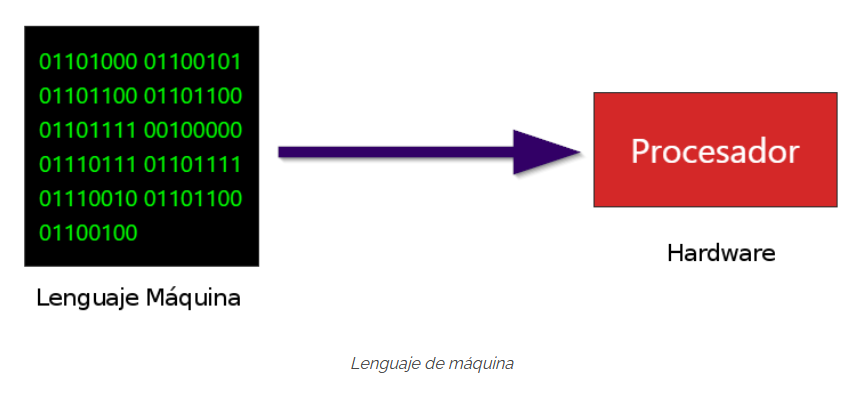 01101000 01100101
01101100 01101100
01101111 00100000
01110111 01101111
01110010 01101100
01100100
Lenguaje Máquina
Procesador
Hardware
Lenguaje de máquina